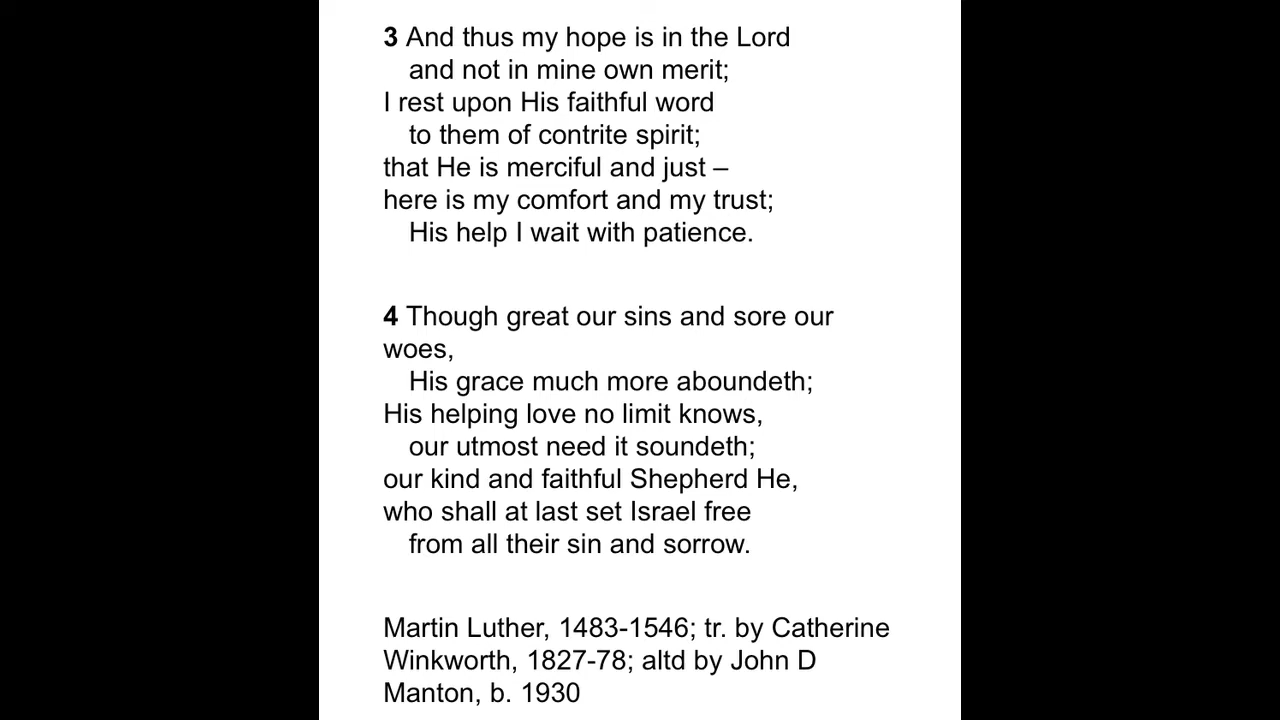 3 And thus my hope is in the Lord
and not in mine own merit;
I rest upon His faithful word
to them of contrite spirit;
that He is merciful and just –
here is my comfort and my trust;
His help I wait with patience.
4 Though great our sins and sore our
woes,
His grace much more aboundeth;
His helping love no limit knows,
our utmost need it soundeth;
our kind and faithful Shepherd He,
who shall at last set Israel free
from all their sin and sorrow.
Martin Luther, 1483-1546; tr. by Catherine
Winkworth, 1827-78; altd by John D
Manton, b. 1930